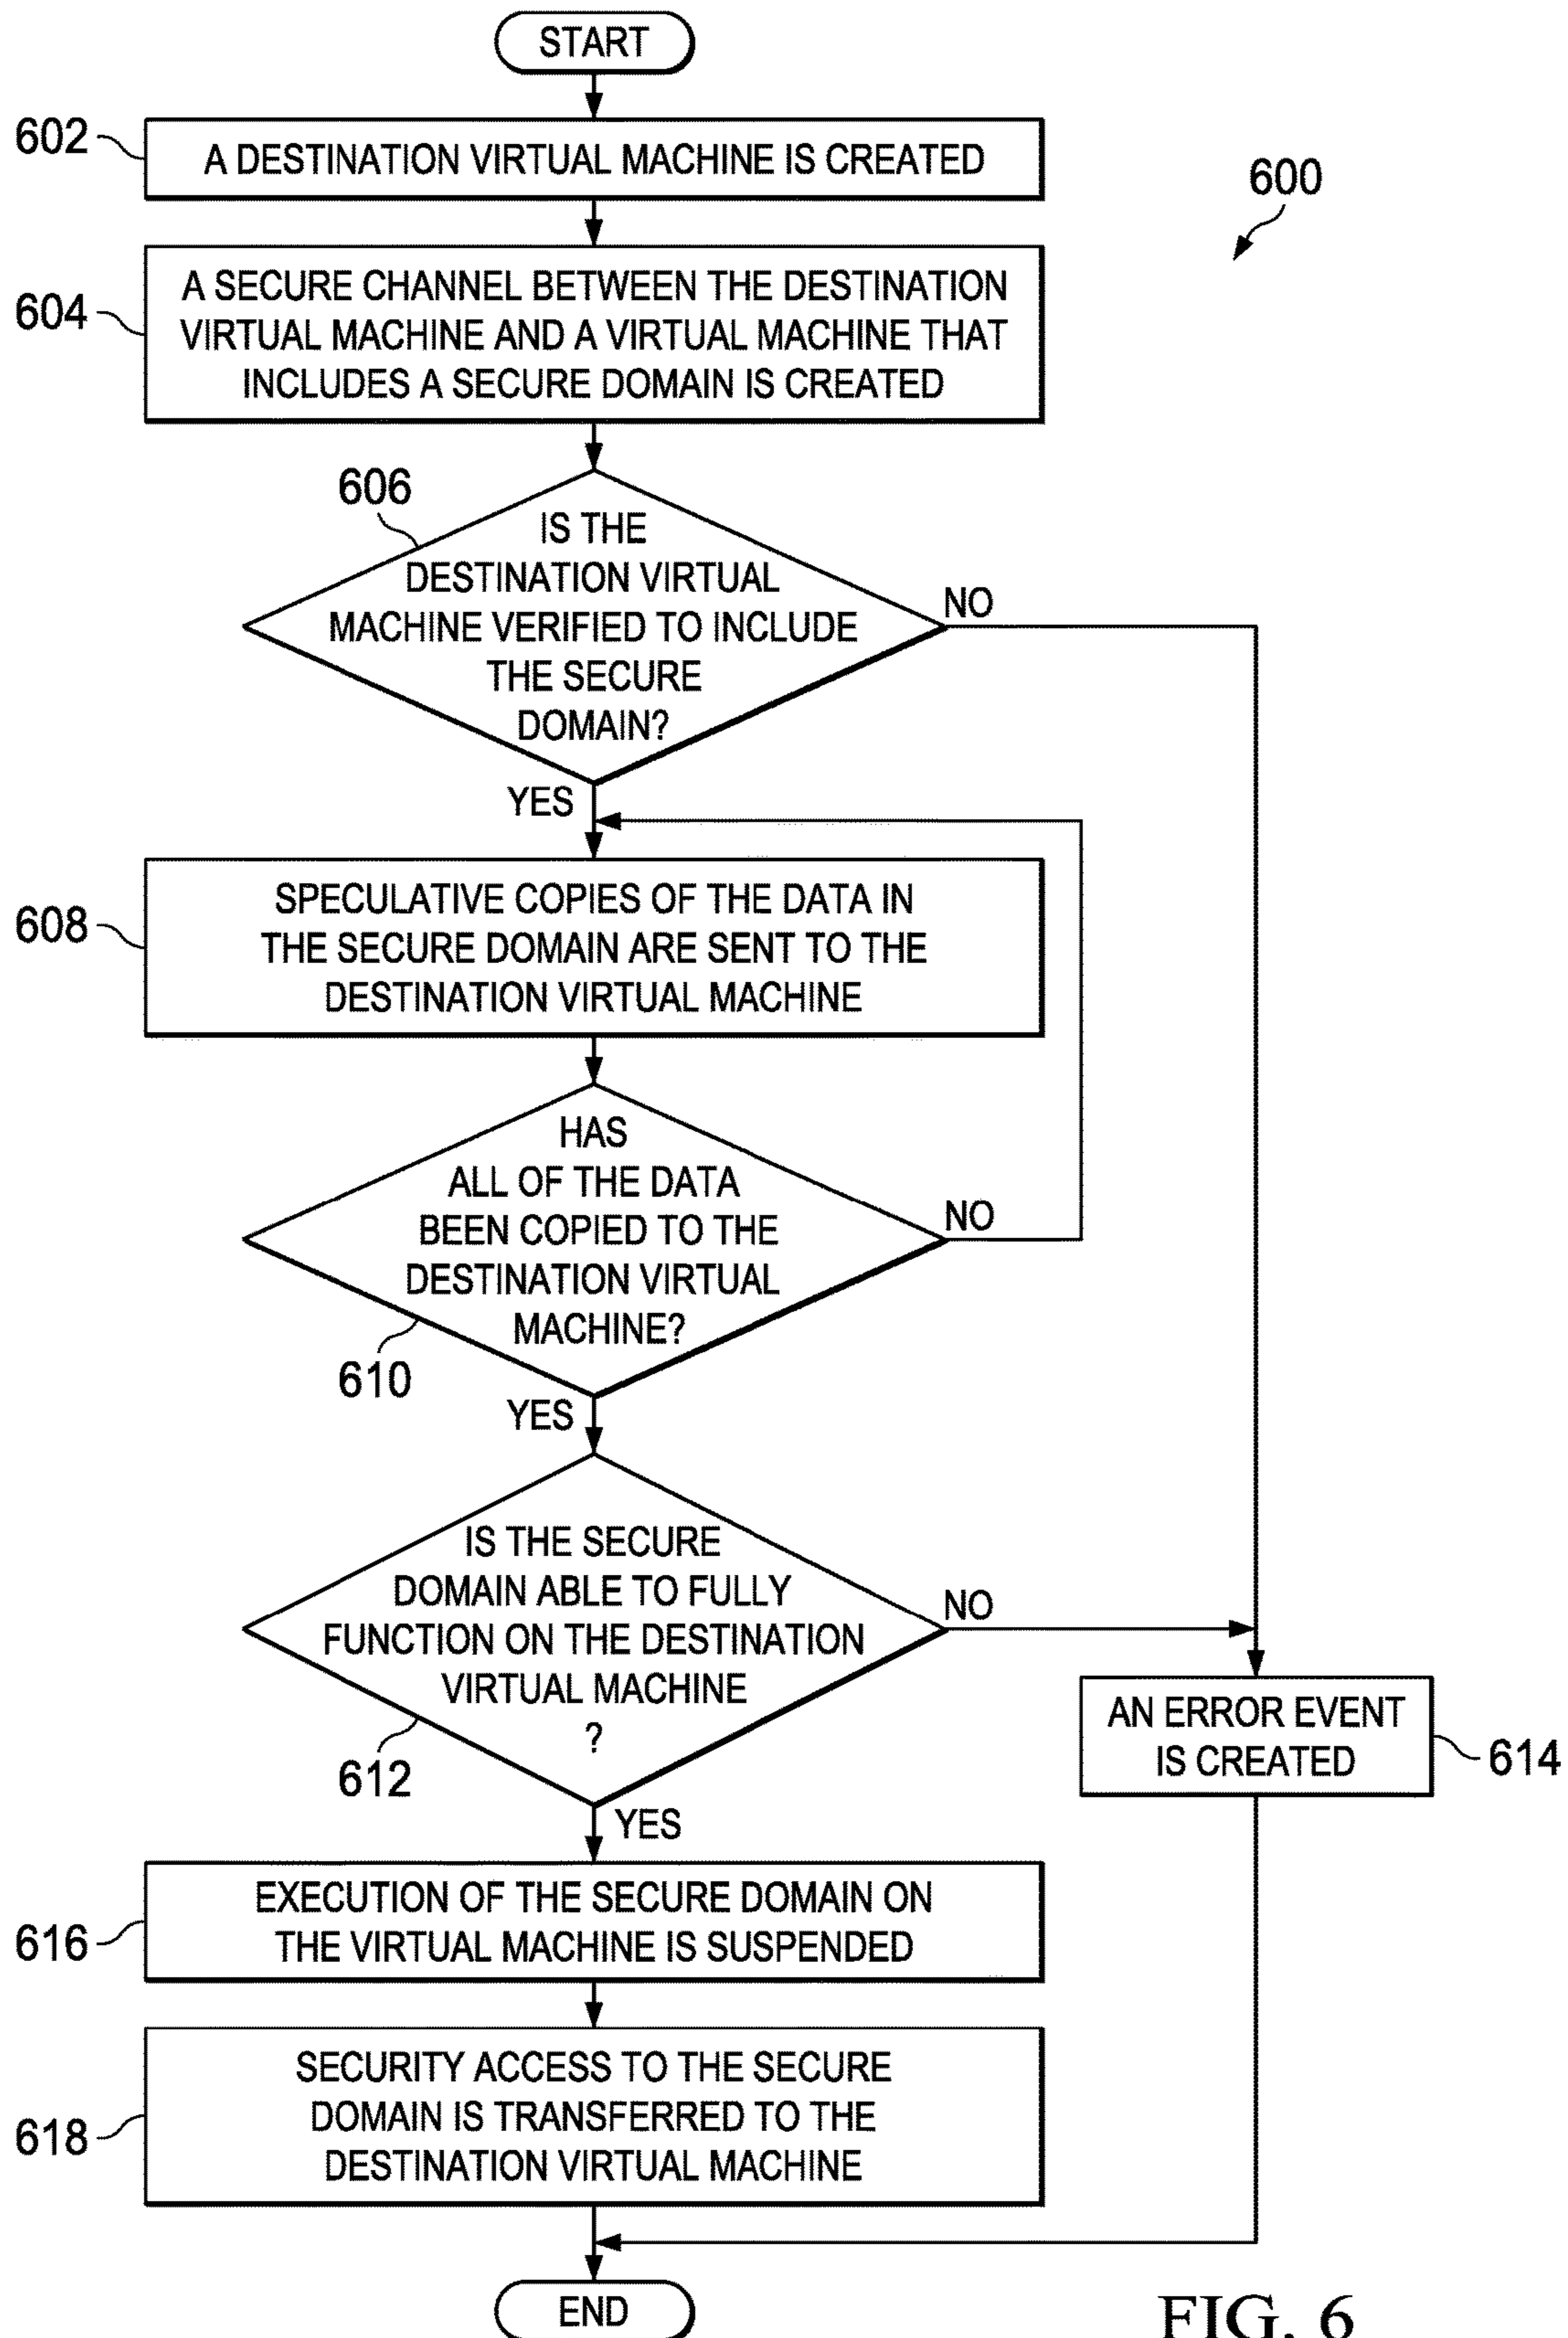 START
602
A DESTINATION VIRTUAL MACHINE IS CREATED
600
604
A SECURE CHANNEL BETWEEN THE DESTINATION
VIRTUAL MACHINE AND A VIRTUAL MACHINE THAT
INCLUDES A SECURE DOMAIN IS CREATED
606
IS THE
DESTINATION VIRTUAL
MACHINE VERIFIED TO INCLUDE
THE SECURE
DOMAIN?
NO
YES
608
SPECULATIVE COPIES OF THE DATA IN
THE SECURE DOMAIN ARE SENT TO THE
DESTINATION VIRTUAL MACHINE
HAS
ALL OF THE DATA
BEEN COPIED TO THE
DESTINATION VIRTUAL
MACHINE?
NO
610
YES
IS THE SECURE
DOMAIN ABLE TO FULLY
FUNCTION ON THE DESTINATION
VIRTUAL MACHINE
?
NO
612
YES
AN ERROR EVENT
IS CREATED
614
616
EXECUTION OF THE SECURE DOMAIN ON
THE VIRTUAL MACHINE IS SUSPENDED
618
SECURITY ACCESS TO THE SECURE
DOMAIN IS TRANSFERRED TO THE
DESTINATION VIRTUAL MACHINE
END
FIG. 6